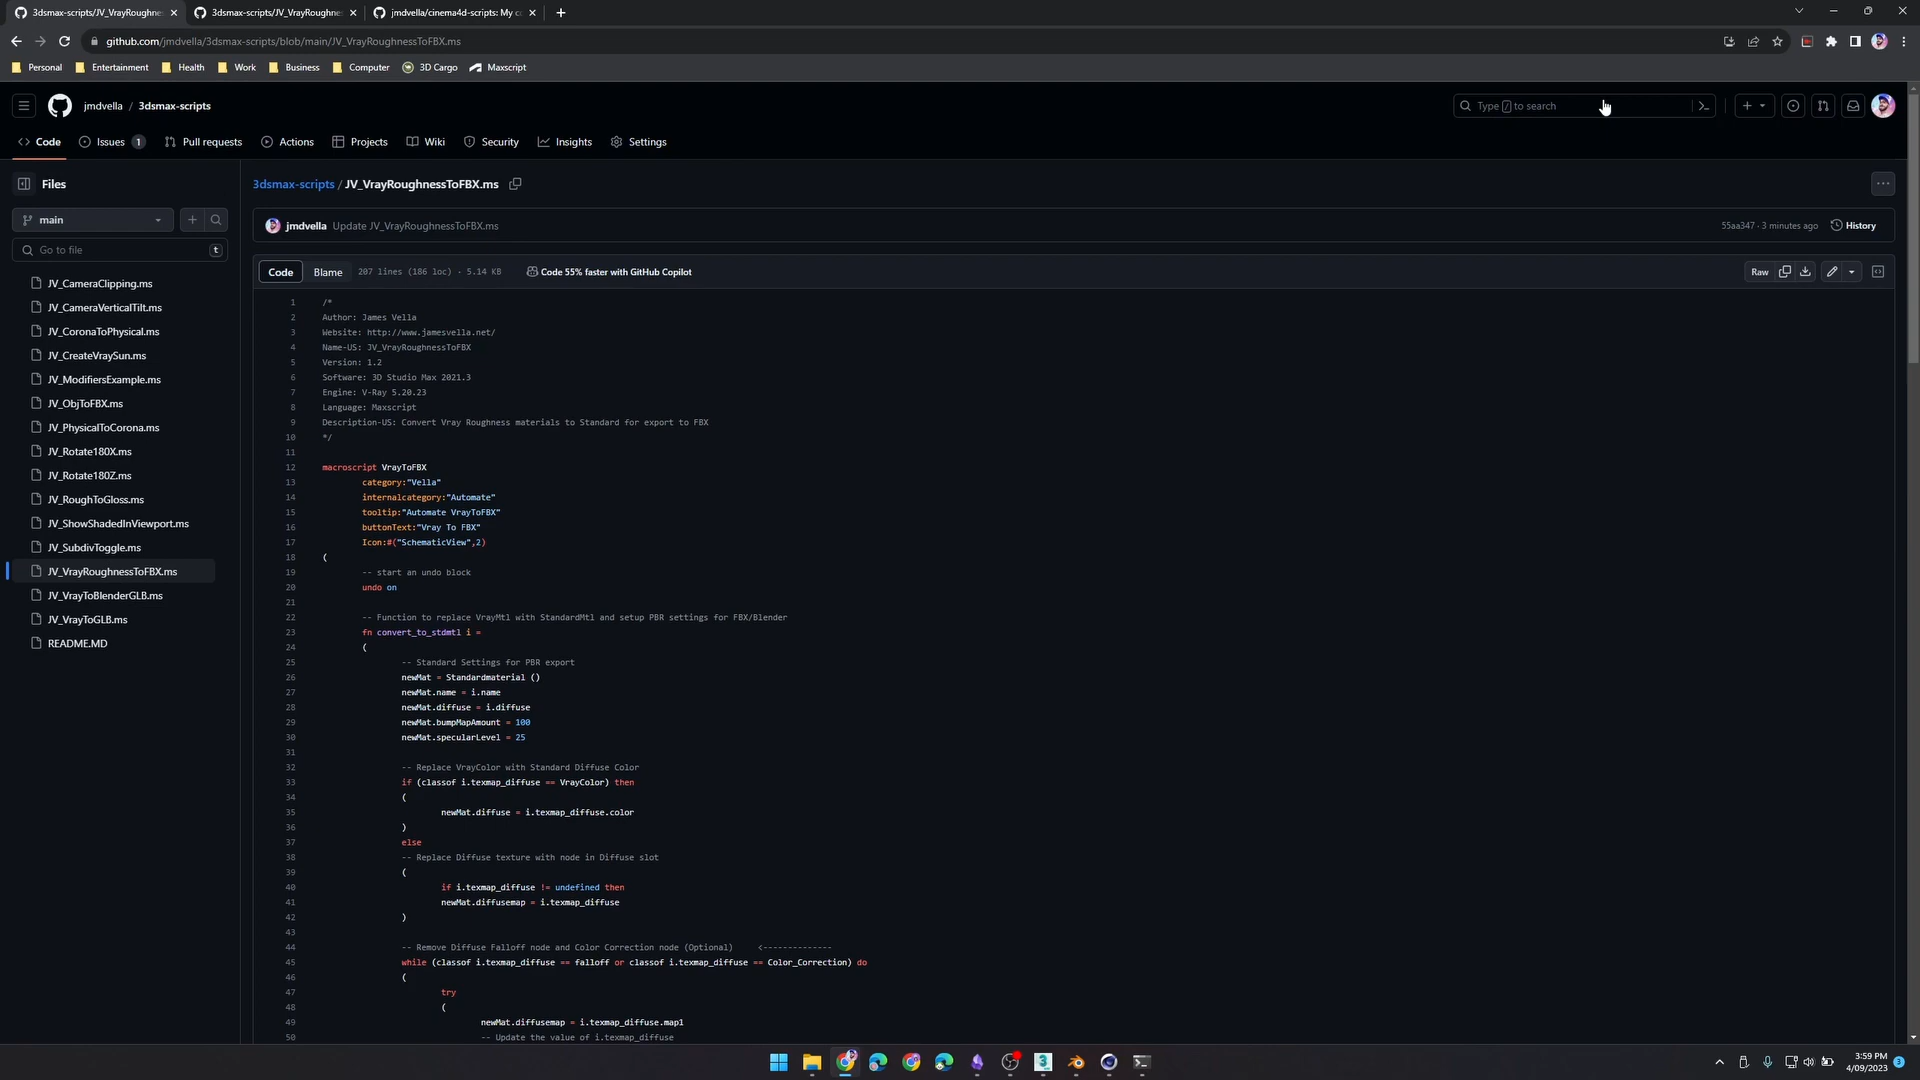 3dsmax-scripts/JV_VrayRoughnes
3dsmax-scripts/JV_VrayRoughnes
jmdvella/cinema4d-scripts: My c
github.com/jmdvella/3dsmax-scripts/blob/main/JV_VrayRoughnessToFBX.ms
Personal Entertainment Health Work Business Computer 3D Cargo Maxscript
jmdvella / 3dsmax-scripts
Type / to search
Code Issues 1 Pull requests Actions Projects Wiki Security Insights Settings
Files
main
Go to file t
JV_CameraClipping.ms
JV_CameraVerticalTilt.ms
JV_CoronaToPhysical.ms
JV_CreateVraySun.ms
JV_ModifiersExample.ms
JV_ObjToFBX.ms
JV_PhysicalToCorona.ms
JV_Rotate180X.ms
JV_Rotate180Z.ms
JV_RoughToGloss.ms
JV_ShowShadedInViewport.ms
JV_SubdivToggle.ms
JV_VrayRoughnessToFBX.ms
JV_VrayToBlenderGLB.ms
JV_VrayToGLB.ms
README.MD
3dsmax-scripts / JV_VrayRoughnessToFBX.ms
jmdvella Update JV_VrayRoughnessToFBX.ms
55aa347 · 3 minutes ago History
Code Blame 207 lines (186 loc) · 5.14 KB Code 55% faster with GitHub Copilot
Raw
1 /*
2 Author: James Vella
3 Website: http://www.jamesvella.net/
4 Name-US: JV_VrayRoughnessToFBX
5 Version: 1.2
6 Software: 3D Studio Max 2021.3
7 Engine: V-Ray 5.20.23
8 Language: Maxscript
9 Description-US: Convert Vray Roughness materials to Standard for export to FBX
10 */
11
12 macroscript VrayToFBX
13 category:"Vella"
14 internalcategory:"Automate"
15 tooltip:"Automate VrayToFBX"
16 buttonText:"Vray To FBX"
17 Icon:#("SchematicView",2)
18 (
19 -- start an undo block
20 undo on
21
22 -- Function to replace VrayMtl with StandardMtl and setup PBR settings for FBX/Blender
23 fn convert_to_stdmtl i =
24 (
25 -- Standard Settings for PBR export
26 newMat = Standardmaterial ()
27 newMat.name = i.name
28 newMat.diffuse = i.diffuse
29 newMat.bumpMapAmount = 100
30 newMat.specularLevel = 25
31
32 -- Replace VrayColor with Standard Diffuse Color
33 if (classof i.texmap_diffuse == VrayColor) then
34 (
35 newMat.diffuse = i.texmap_diffuse.color
36 )
37 else
38 -- Replace Diffuse texture with node in Diffuse slot
39 (
40 if i.texmap_diffuse != undefined then
41 newMat.diffusemap = i.texmap_diffuse
42 )
43
44 -- Remove Diffuse Falloff node and Color Correction node (Optional) <--------------
45 while (classof i.texmap_diffuse == falloff or classof i.texmap_diffuse == Color_Correction) do
46 (
47 try
48 (
49 newMat.diffusemap = i.texmap_diffuse.map1
50 -- Update the value of i.texmap_diffuse
3:59 PM
4/09/2023
3